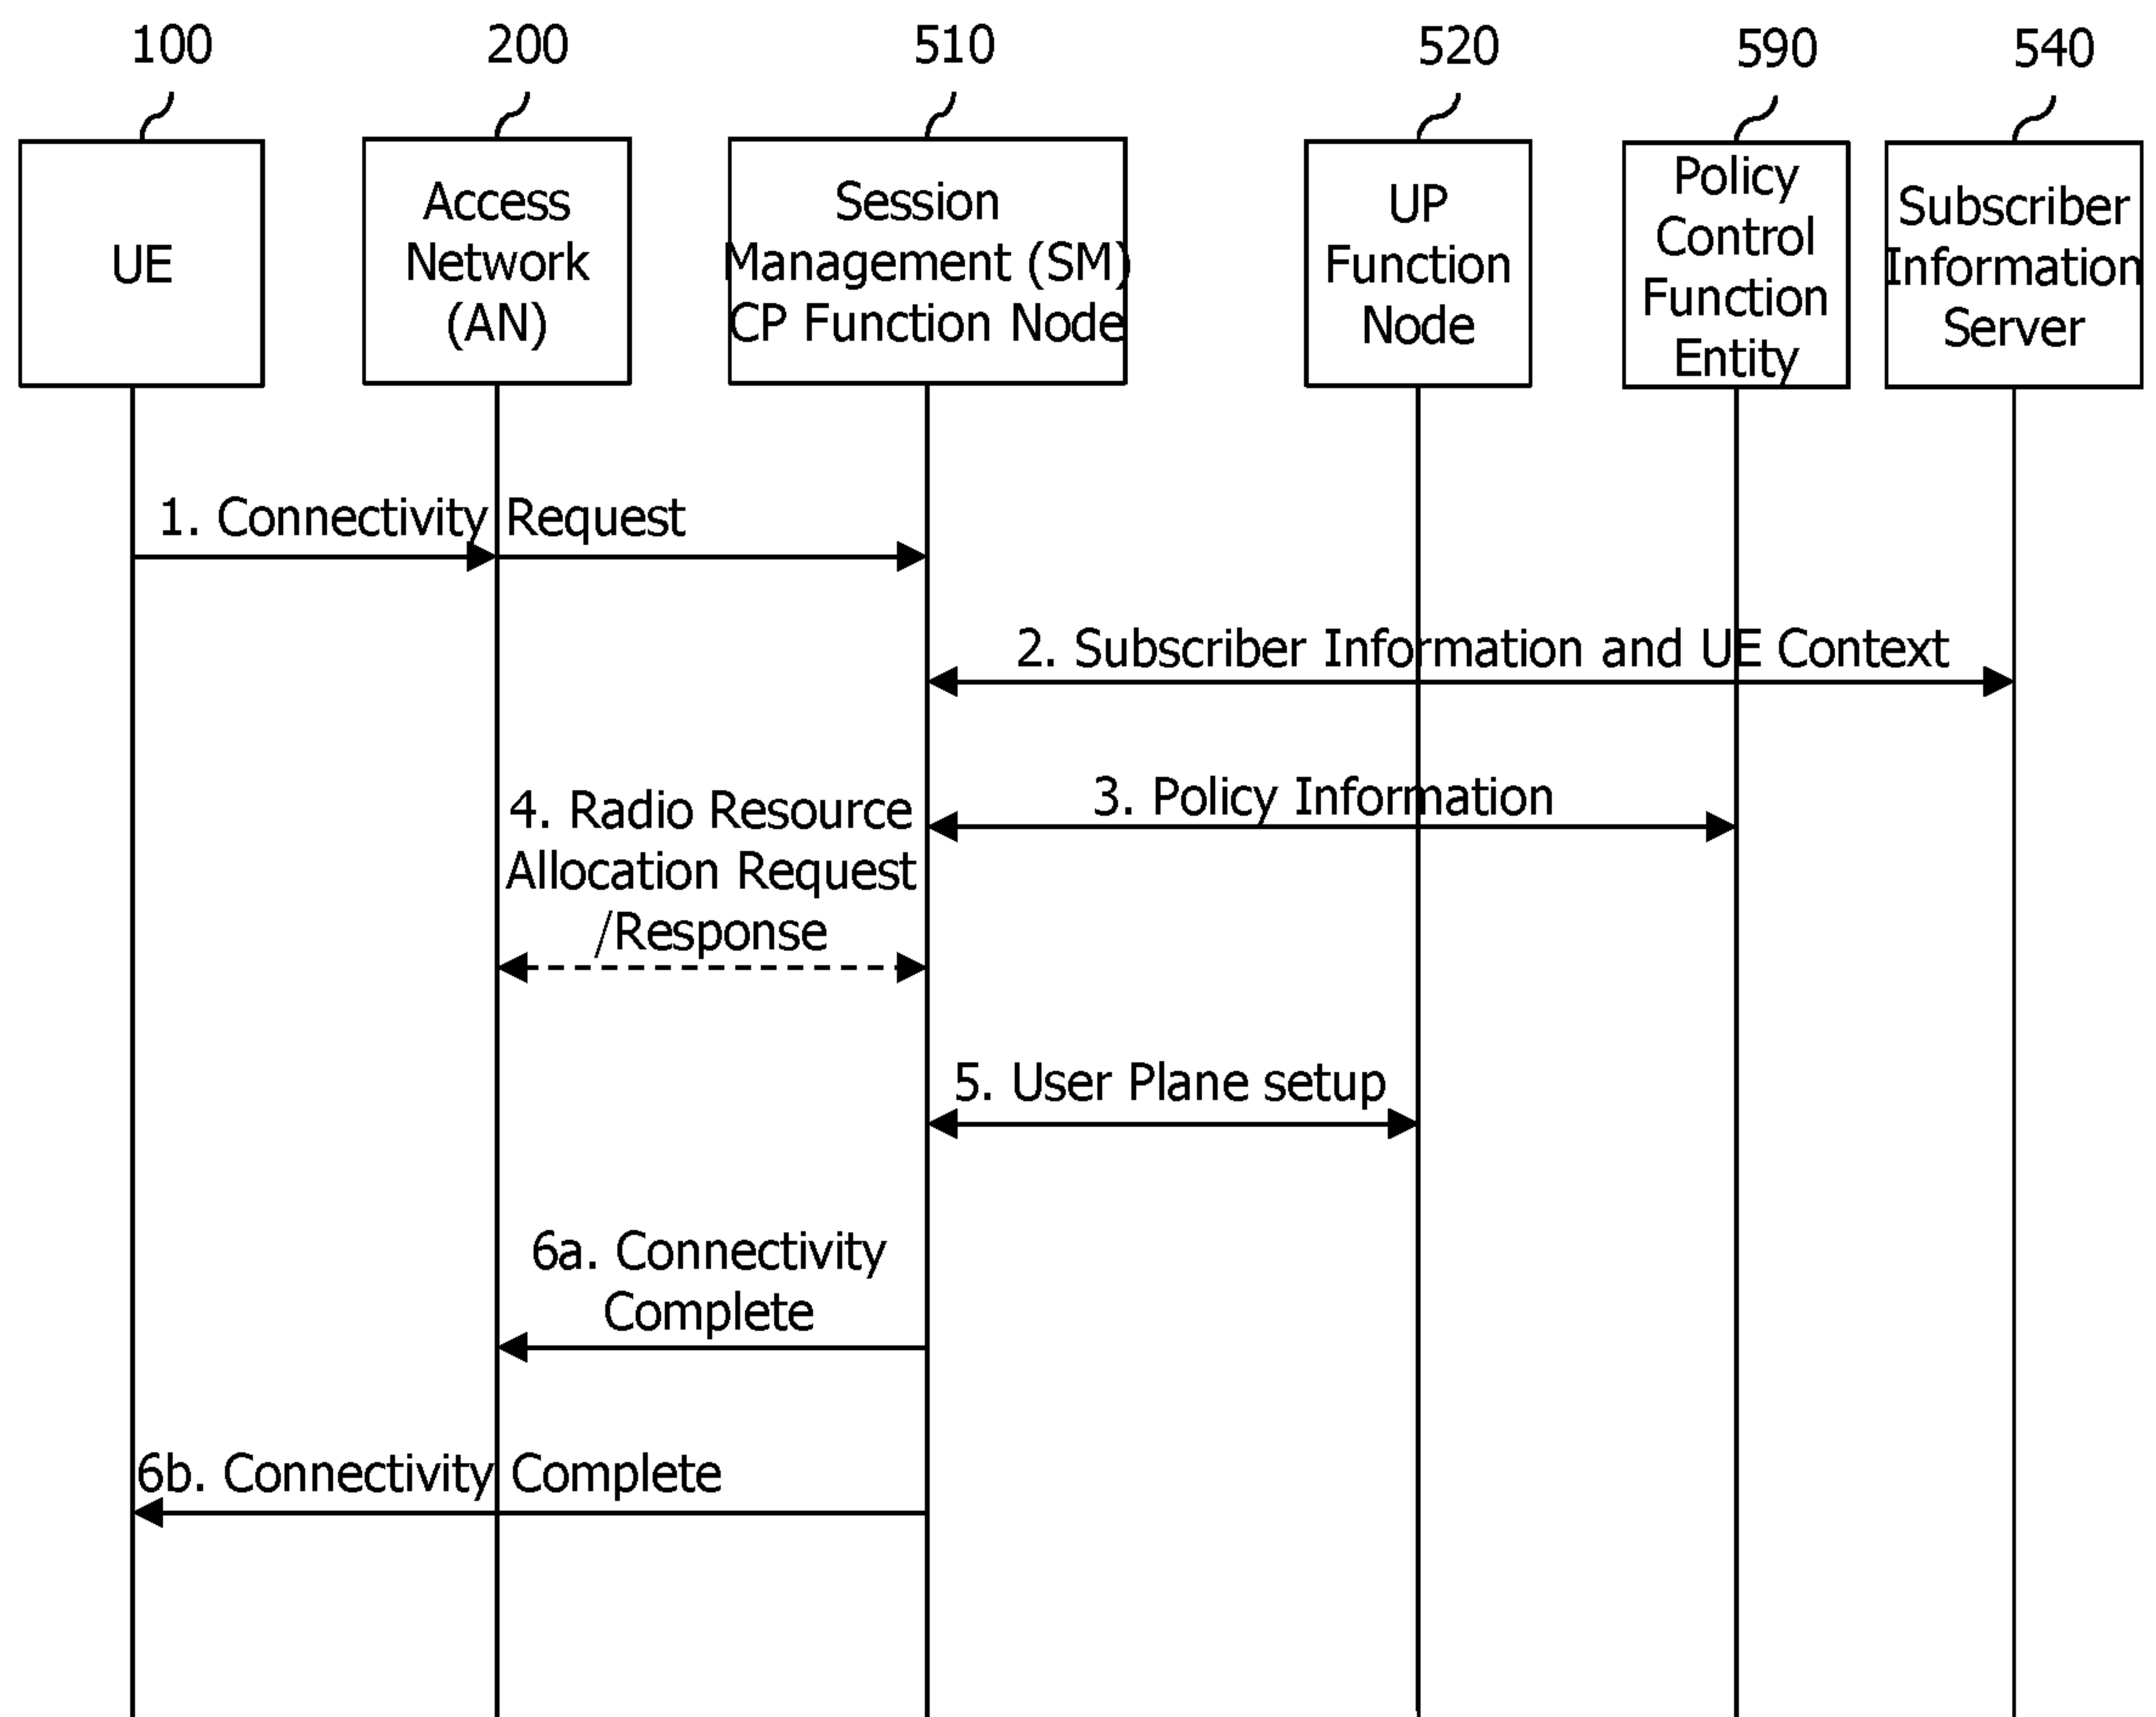 100
200
510
520
590
540
UE
Access
Network
(AN)
Session
Management (SM)
CP Function Node
UP
Function
Node
Policy
Control
Function
Entity
Subscriber
Information
Server
1. Connectivity Request
2. Subscriber Information and UE Context
3. Policy Information
4. Radio Resource
Allocation Request
/Response
5. User Plane setup
6a. Connectivity
Complete
6b. Connectivity Complete